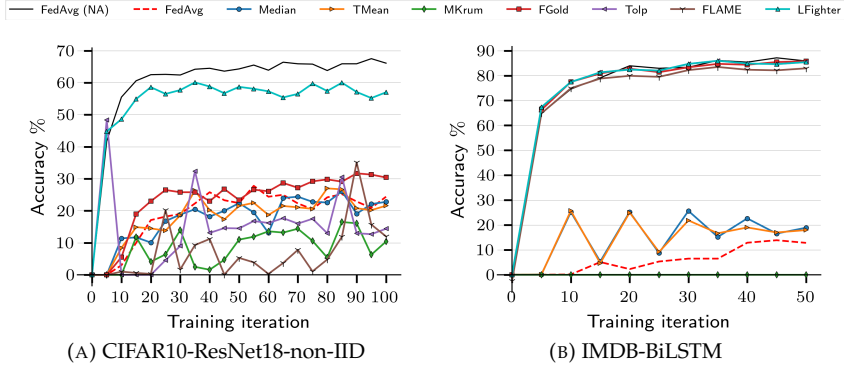 FedAvg (NA) FedAvg Median TMean MKrum FGold Tolp FLAME LFighter
70
60
50
40
30
20
10
0
Accuracy %
0 10 20 30 40 50 60 70 80 90 100
Training iteration
(A) CIFAR10-ResNet18-non-IID
90
80
70
60
50
40
30
20
10
0
Accuracy %
0 10 20 30 40 50
Training iteration
(B) IMDB-BiLSTM